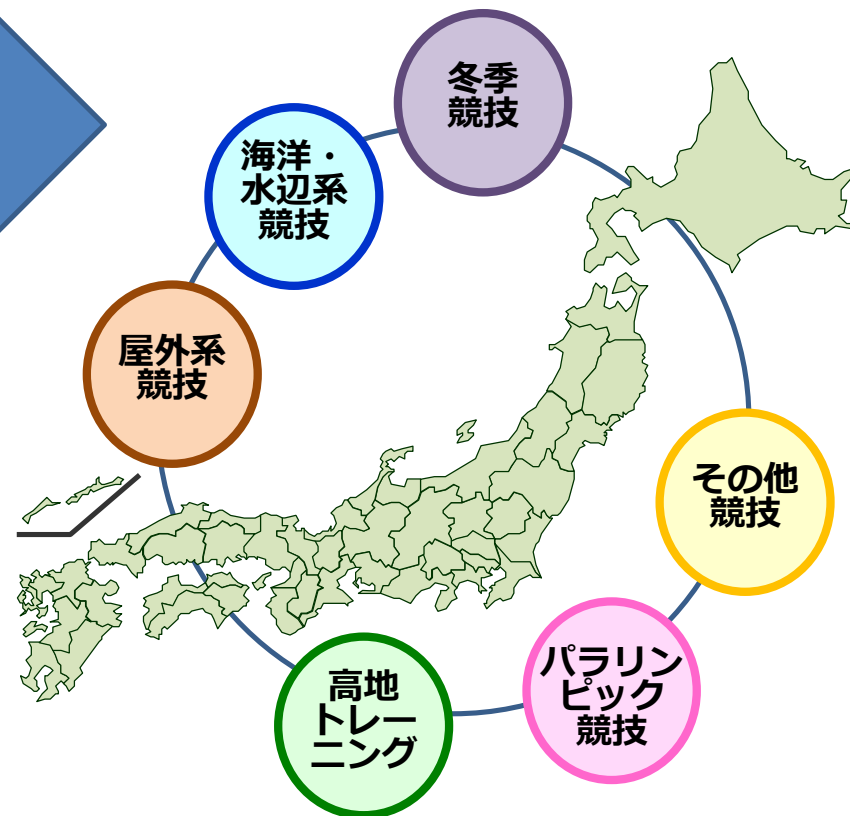 冬季
競技
海洋・
水辺系
競技
屋外系
競技
その他
競技
パラリン
ピック
競技
高地
トレー
ニング